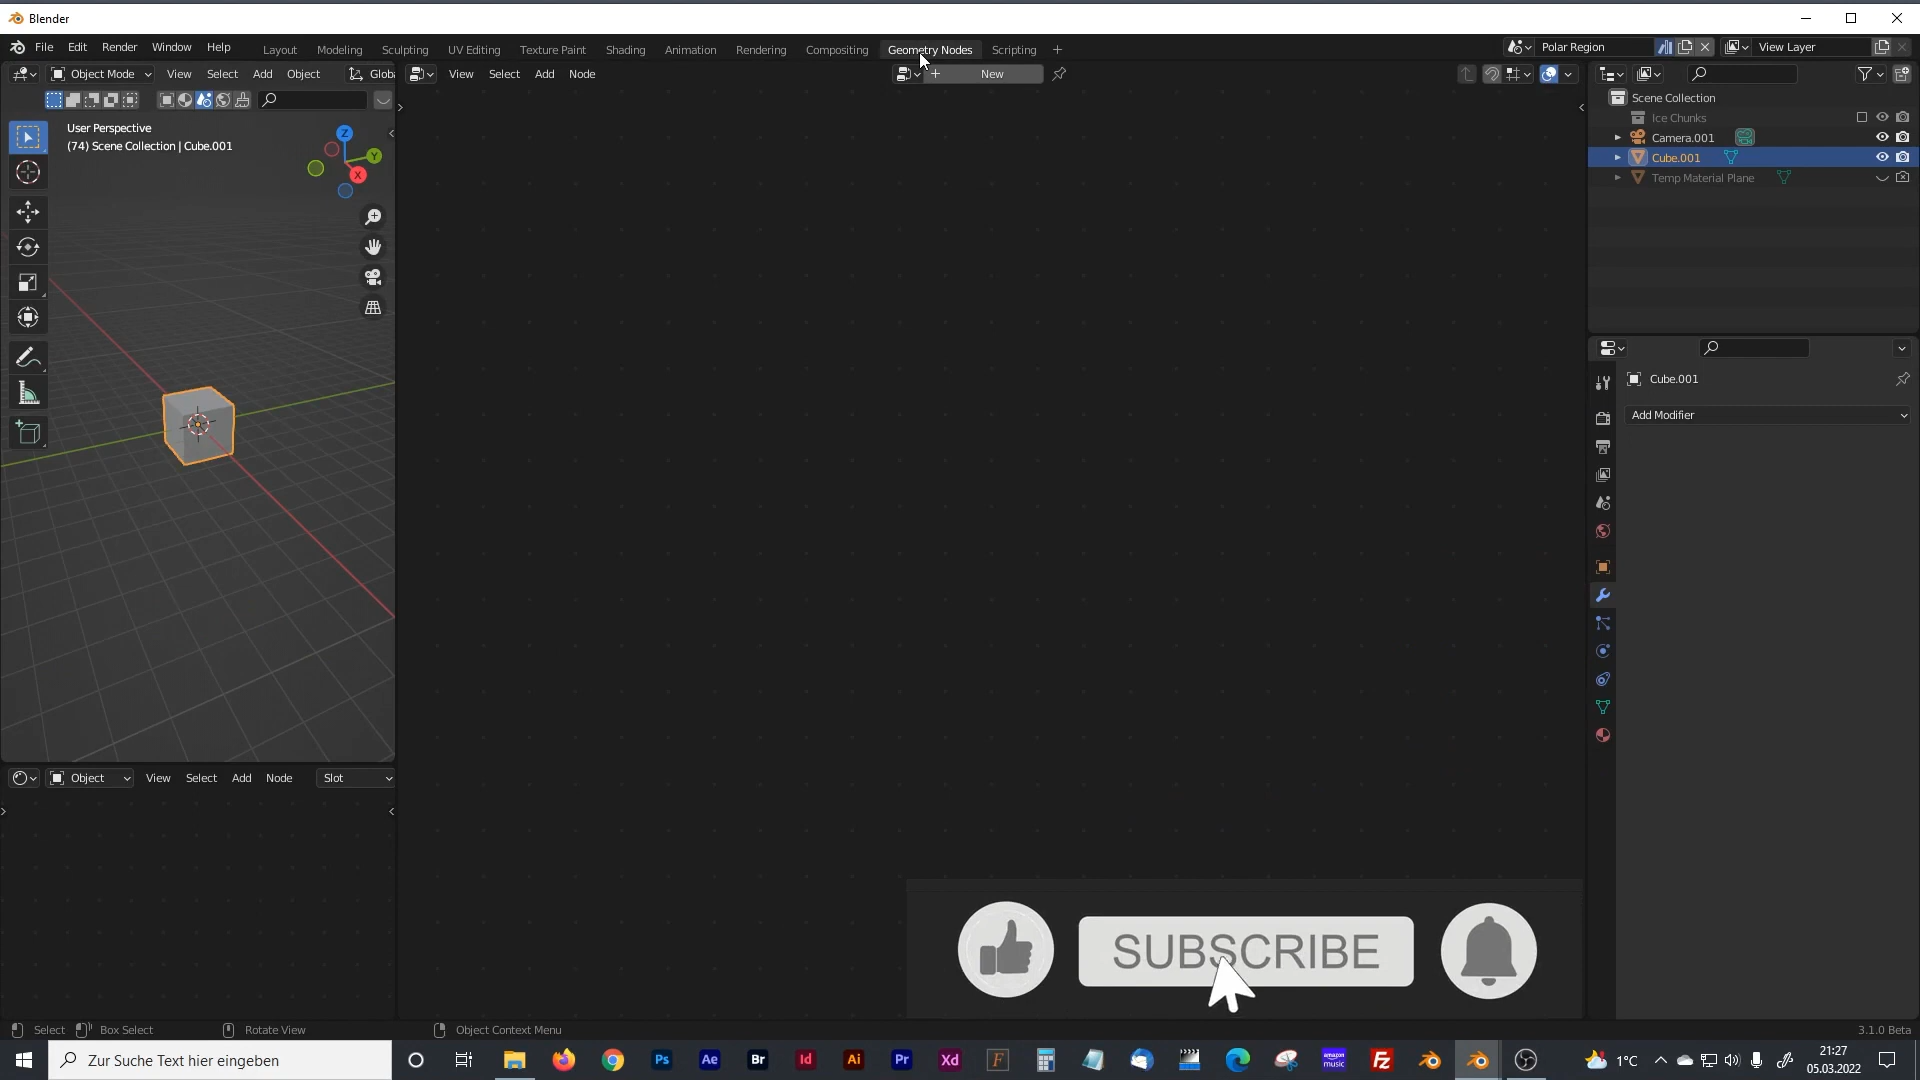 Blender
File Edit Render Window Help Layout Modeling Sculpting UV Editing Texture Paint Shading Animation Rendering Compositing Geometry Nodes Scripting + Polar Region View Layer
Object Mode View Select Add Object Globa View Select Add Node New
User Perspective
(74) Scene Collection | Cube.001
Z
Y
X
Scene Collection
Ice Chunks
Camera.001
Cube.001
Temp Material Plane
Cube.001
Add Modifier
Object View Select Add Node Slot
SUBSCRIBE
Select Box Select Rotate View Object Context Menu 3.1.0 Beta
Zur Suche Text hier eingeben
Ps Ae Br Id Ai Pr Xd F
amazon music
Fz
1°C
21:27
05.03.2022